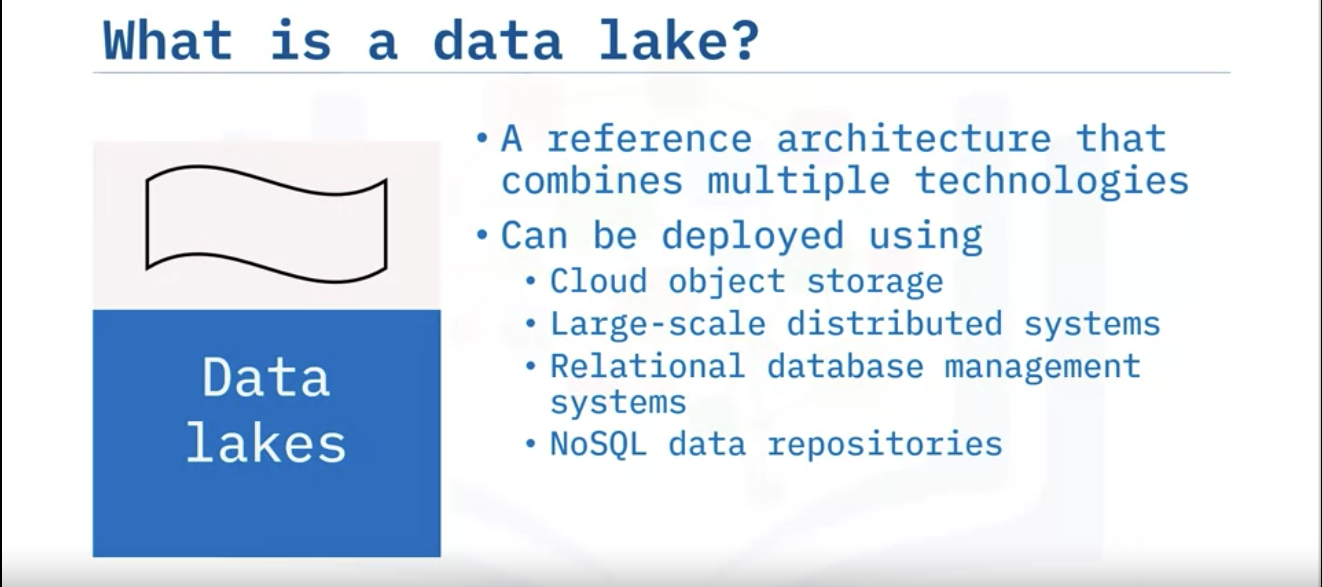 What is a data lake?
• A reference architecture that
combines multiple technologies
• Can be deployed using
• Cloud object storage
• Large-scale distributed systems
• Relational database management
systems
• NoSQL data repositories
Data
lakes